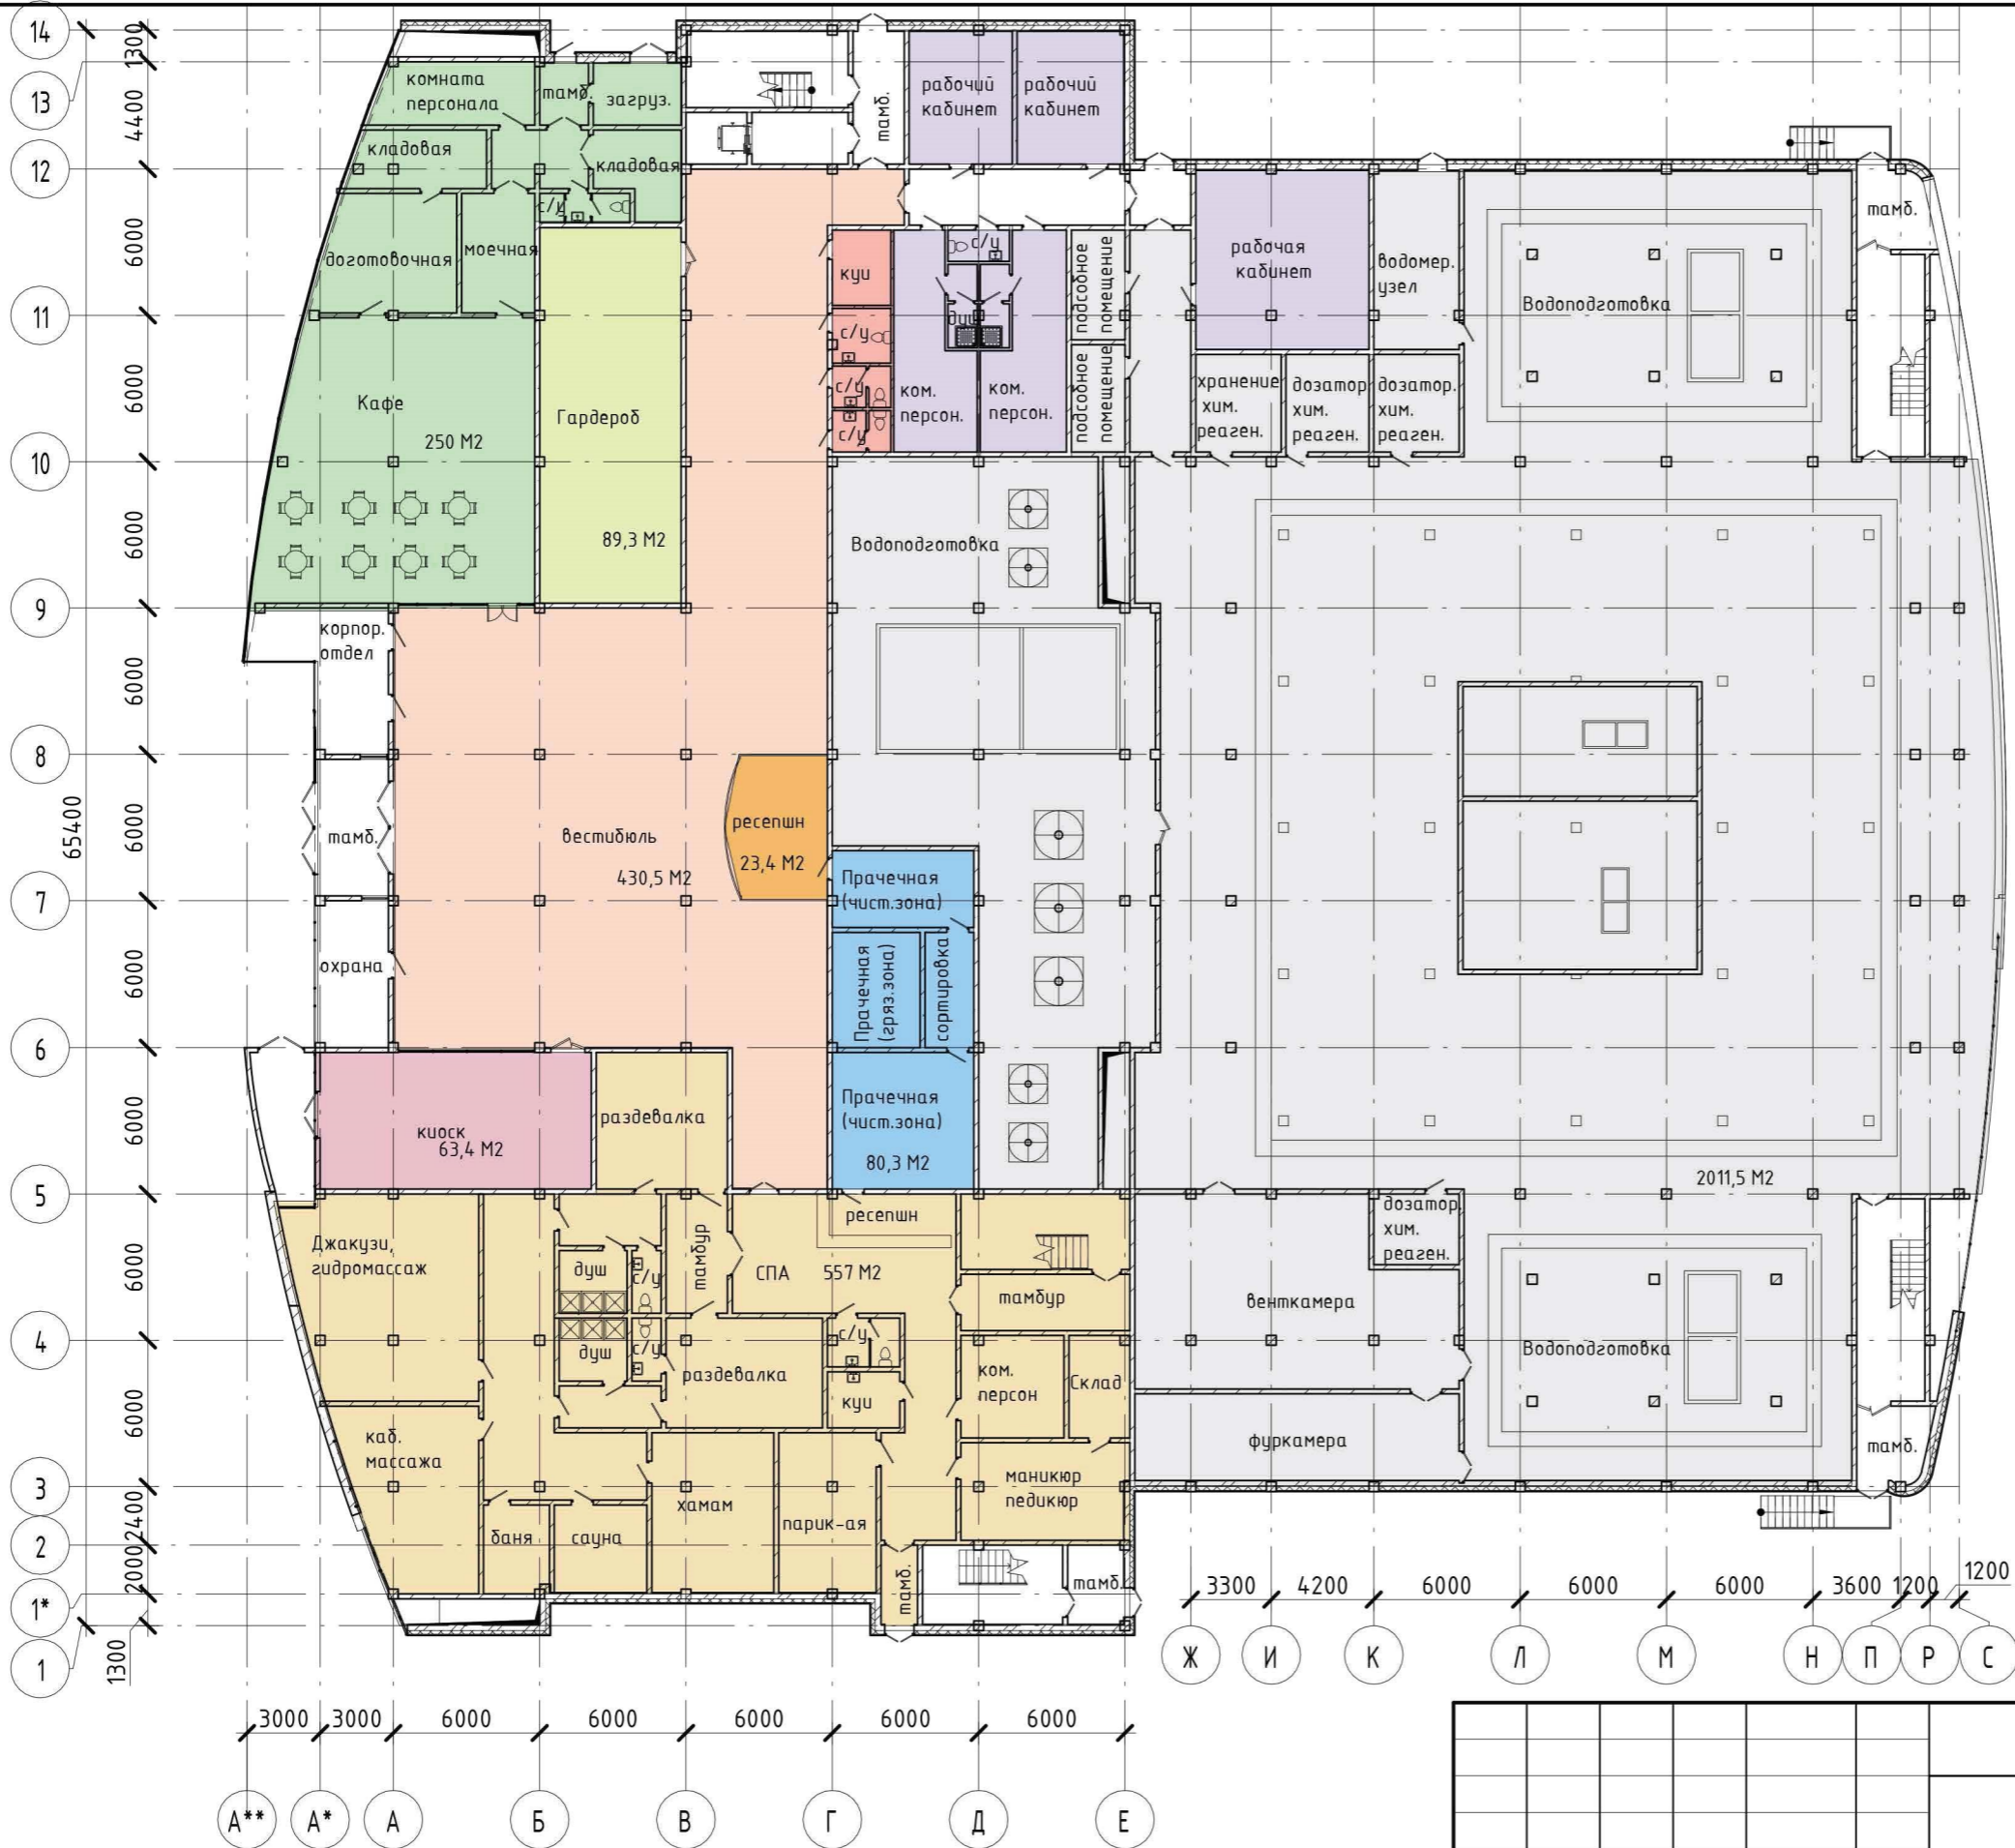 14
1300
13
4400
12
6000
11
6000
10
6000
9
6000
8
65400
6000
7
6000
6
6000
5
6000
4
6000
3
2400
2
2000
1*
1
1300
комната
персонала
тамб.
загруз.
кладовая
кладовая
с/у
доготовочная
моечная
Кафе
250 М2
Гардероб
89,3 М2
тамб.
рабочий
кабинет
рабочий
кабинет
куи
с/у
с/у
с/у
с/у
душ
ком.
персон.
ком.
персон.
подсобное
помещение
подсобное
помещение
рабочая
кабинет
водомер.
узел
Водоподготовка
тамб.
хранение
хим.
реаген.
дозатор.
хим.
реаген.
дозатор.
хим.
реаген.
Водоподготовка
корпор.
отдел
тамб.
вестибюль
430,5 М2
ресепшн
23,4 М2
охрана
Прачечная
(чист.зона)
Прачечная
(гряз.зона)
сортировка
Прачечная
(чист.зона)
80,3 М2
киоск
63,4 М2
раздевалка
2011,5 М2
Джакузи,
гидромассаж
душ
с/у
тамбур
СПА
557 М2
ресепшн
тамбур
душ
с/у
раздевалка
с/у
куи
ком.
персон
Склад
каб.
массажа
хамам
парик-ая
маникюр
педикюр
баня
сауна
тамб.
тамб.
дозатор.
хим.
реаген.
венткамера
фуркамера
Водоподготовка
тамб.
3300
4200
6000
6000
6000
3600
1200
1200
Ж
И
К
Л
М
Н
П
Р
С
3000
3000
6000
6000
6000
6000
6000
А**
А*
А
Б
В
Г
Д
Е